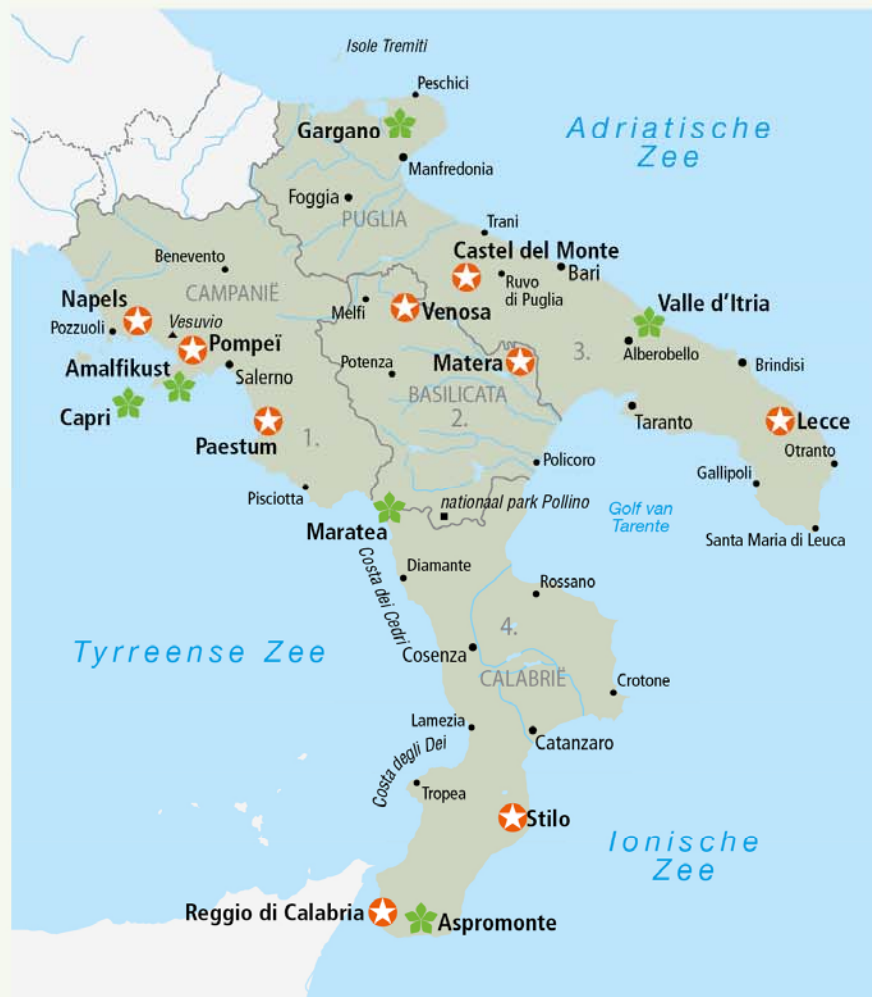 Isole Tremiti
Peschici
Gargano
Adriatische
Zee
Manfredonia
Foggia
PUGLIA
Trani
Castel del Monte
Benevento
Bari
Ruvo
di Puglia
CAMPANIË
Napels
Melfi
Venosa
Valle d'Itria
Pozzuoli
Vesuvio
Pompeï
3.
Alberobello
Amalfikust
Salerno
Potenza
Matera
Brindisi
BASILICATA
2.
Capri
Taranto
Lecce
Paestum
1.
Otranto
Policoro
Gallipoli
Pisciotta
nationaal park Pollino
Golf van
Tarente
Maratea
Santa Maria di Leuca
Costa dei Cedri
Diamante
Rossano
4.
Tyrreense Zee
Cosenza
CALABRIË
Crotone
Lamezia
Catanzaro
Costa degli Dei
Tropea
Stilo
Ionische
Zee
Reggio di Calabria
Aspromonte